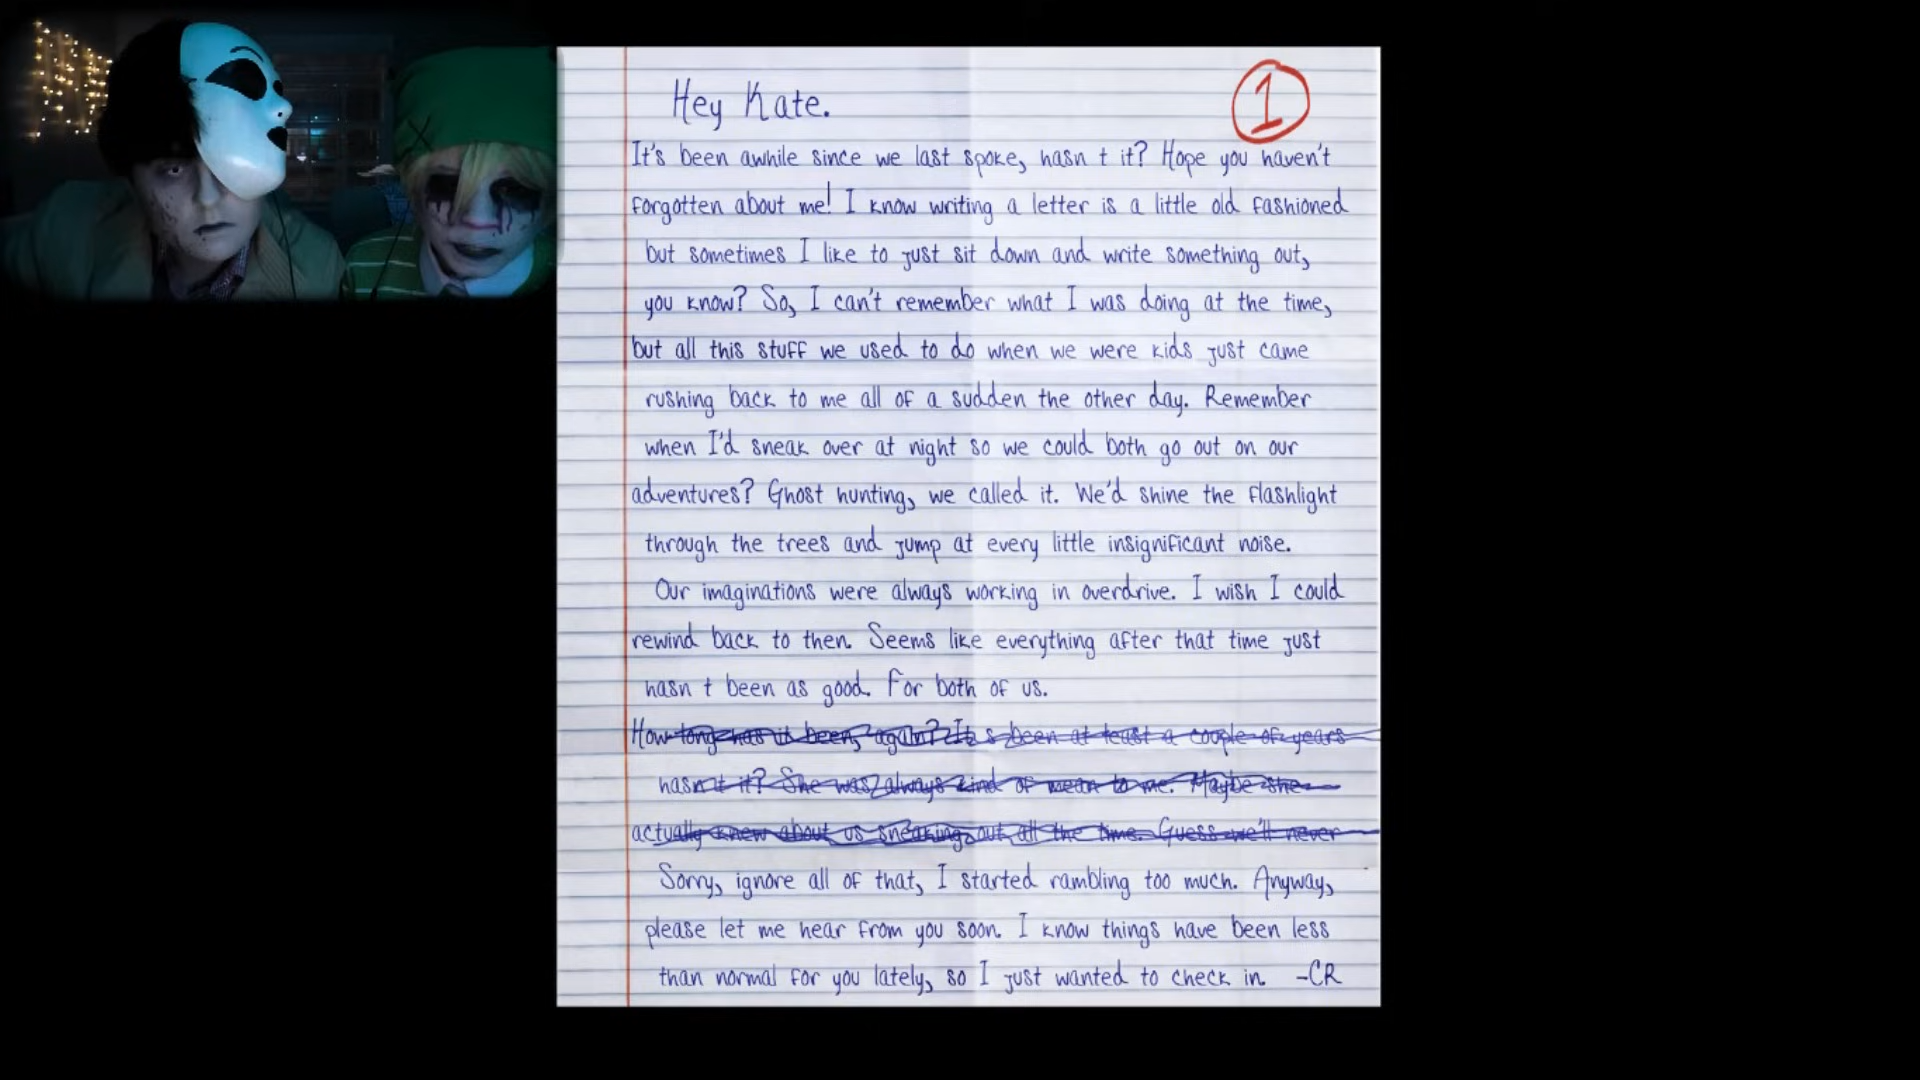 Hey Kate.
1
It's been awhile since we last spoke, hasn t it? Hope you haven't
forgotten about me! I know writing a letter is a little old fashioned
but sometimes I like to just sit down and write something out,
you know? So, I can't remember what I was doing at the time,
but all this stuff we used to do when we were kids just came
rushing back to me all of a sudden the other day. Remember
when I'd sneak over at night so we could both go out on our
adventures? Ghost hunting, we called it. We'd shine the flashlight
through the trees and jump at every little insignificant noise.
Our imaginations were always working in overdrive. I wish I could
rewind back to then. Seems like everything after that time just
hasn t been as good. For both of us.
How long has it been, again? It s been at least a couple of years
hasn t it? She was always kind of mean to me. Maybe she
actually knew about us sneaking out all the time. Guess we'll never
Sorry, ignore all of that, I started rambling too much. Anyway,
please let me hear from you soon. I know things have been less
than normal for you lately, so I just wanted to check in. -CR